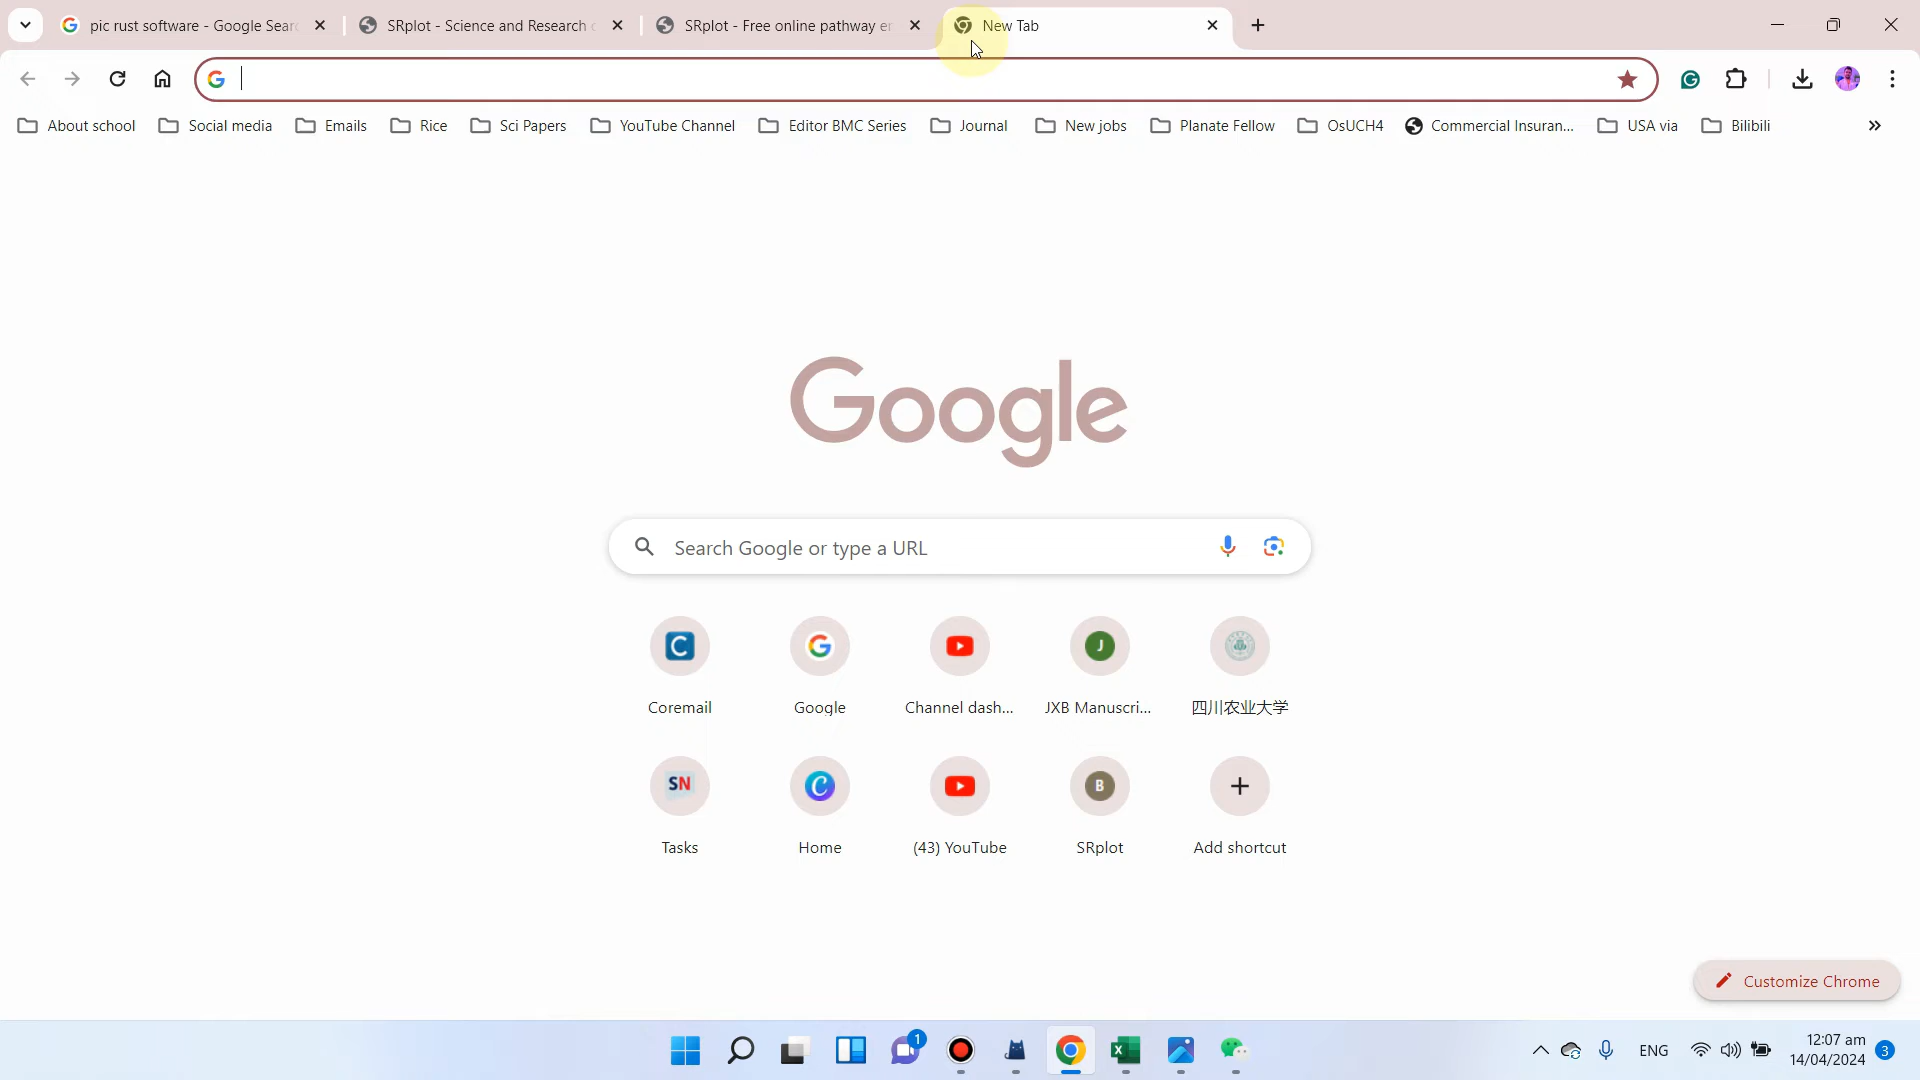 pic rust software - Google Sear
SRplot - Science and Research
SRplot - Free online pathway en
New Tab
About school
Social media
Emails
Rice
Sci Papers
YouTube Channel
Editor BMC Series
Journal
New jobs
Planate Fellow
OsUCH4
Commercial Insuran...
USA via
Bilibili
Google
Search Google or type a URL
Coremail
Google
Channel dash...
JXB Manuscri...
四川农业大学
SN
Tasks
Home
(43) YouTube
SRplot
Add shortcut
Customize Chrome
1
ENG
12:07 am
14/04/2024
3